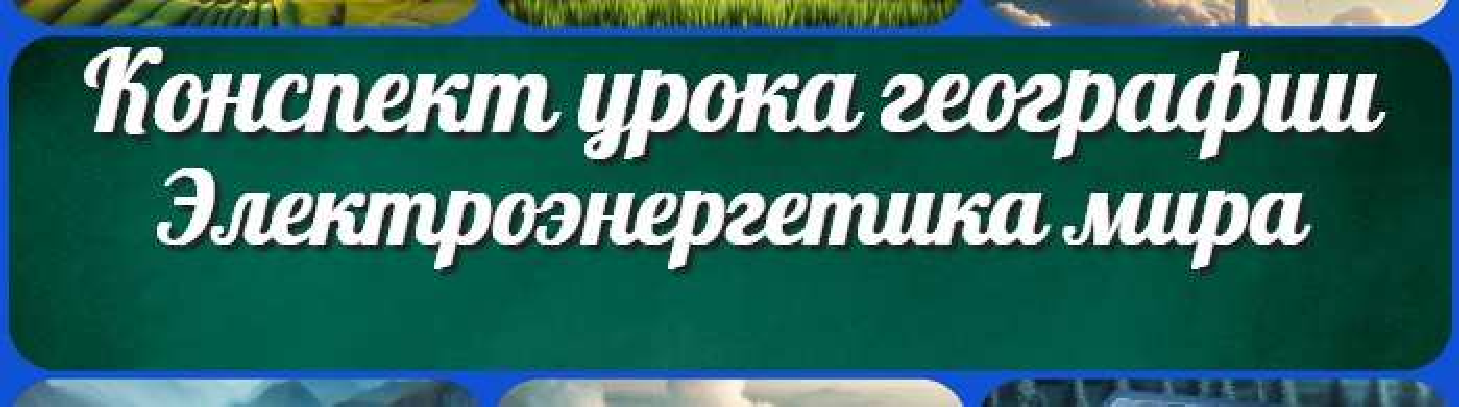 Конспект урока географии
Электроэнергетика мира